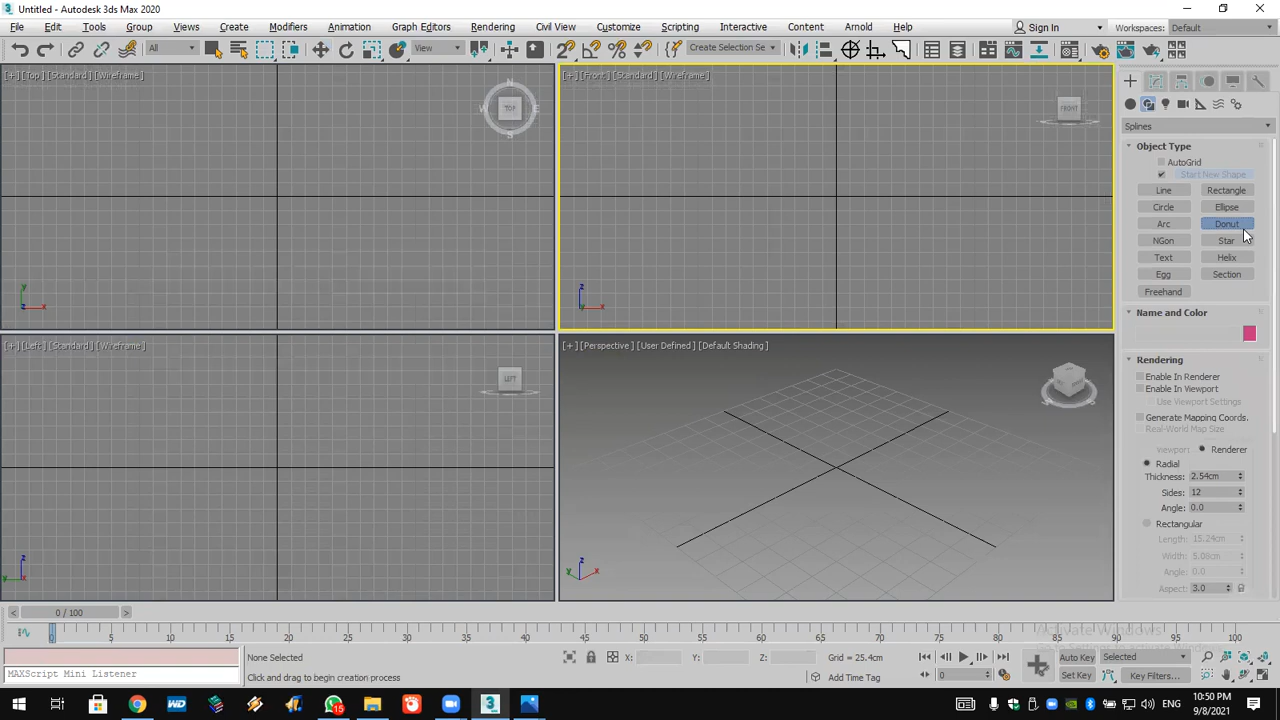 Untitled - Autodesk 3ds Max 2020
File Edit Tools Group Views Create Modifiers Animation Graph Editors Rendering Civil View Customize Scripting Interactive Content Arnold Help Sign In Workspaces: Default
All View Create Selection Se
[+] [Top] [Standard] [Wireframe]
TOP
N
W E
S
[+] [Front] [Standard] [Wireframe]
FRONT
[+] [Left] [Standard] [Wireframe]
LEFT
[+] [Perspective] [User Defined] [Default Shading]
Splines
Object Type
AutoGrid
Start New Shape
Line Rectangle
Circle Ellipse
Arc Donut
NGon Star
Text Helix
Egg Section
Freehand
Name and Color
Rendering
Enable In Renderer
Enable In Viewport
Use Viewport Settings
Generate Mapping Coords.
Real-World Map Size
Viewport Renderer
Radial
Thickness: 2.54cm
Sides: 12
Angle: 0.0
Rectangular
Length: 15.24cm
Width: 5.08cm
Angle: 0.0
Aspect: 3.0
y x z
z x y
z y x
z y x
< 0 / 100 >
0 5 10 15 20 25 30 35 40 45 50 55 60 65 70 75 80 85 90 95 100
Activate Windows
None Selected X: Y: Z: Grid = 25.4cm Auto Key Selected
MAXScript Mini Listener Click and drag to begin creation process Add Time Tag 0 Set Key Key Filters...
15
ENG
10:50 PM
9/8/2021